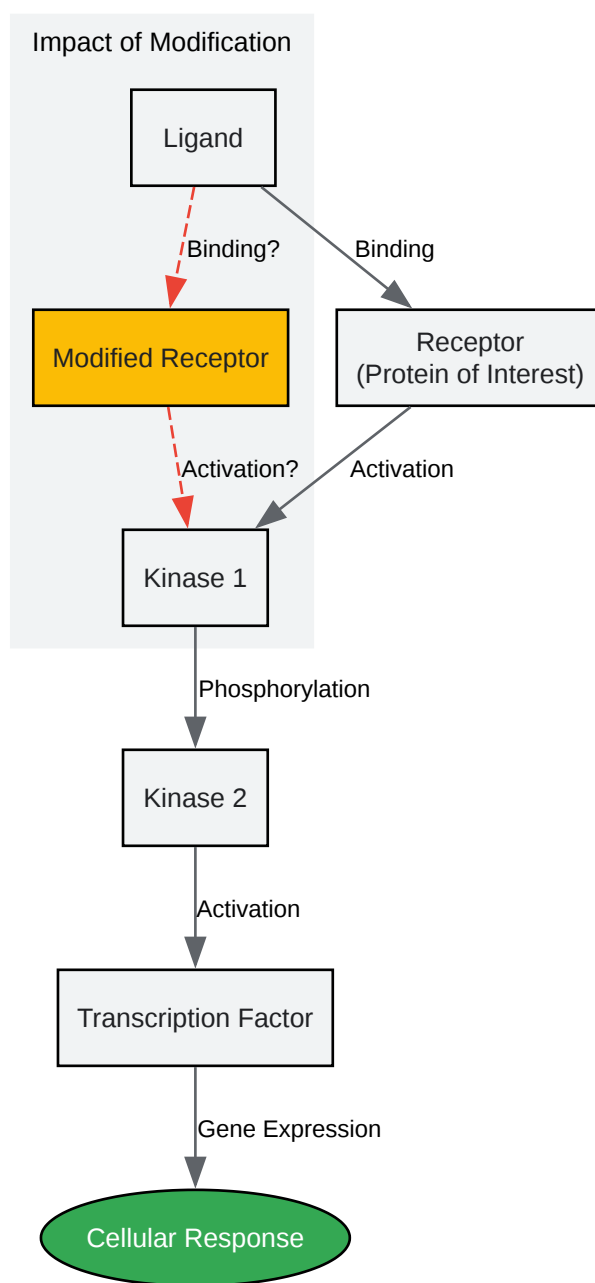 Impact of Modification
Ligand
Binding?
Binding
Modified Receptor
Receptor
(Protein of Interest)
Activation?
Activation
Kinase 1
Phosphorylation
Kinase 2
Activation
Transcription Factor
Gene Expression
Cellular Response